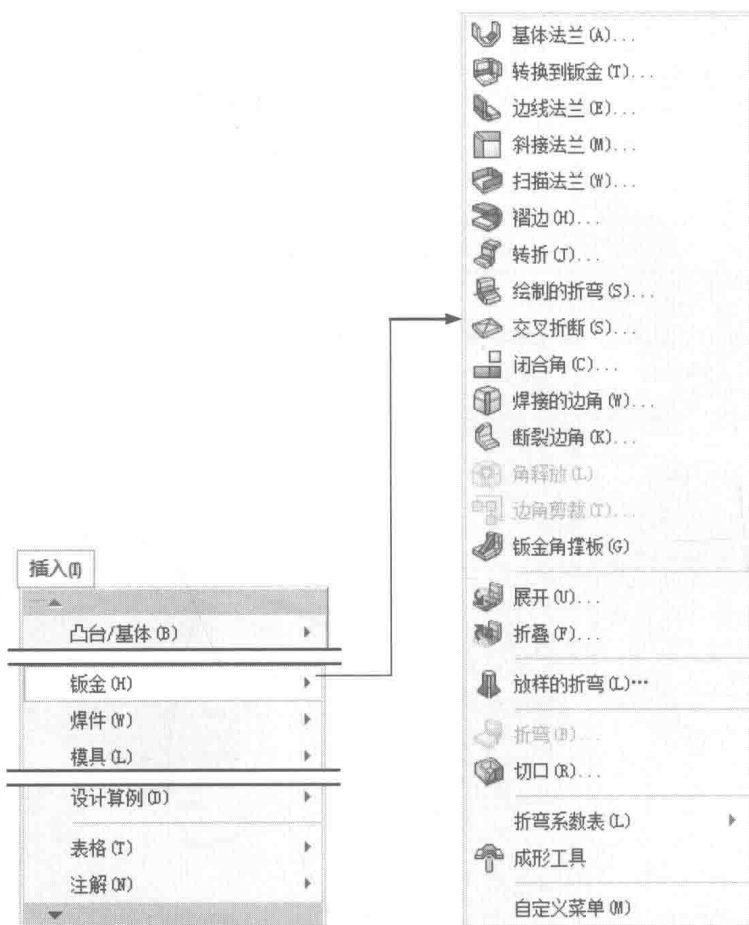 插入(I)
凸台/基体(B)
钣金(H)
焊件(W)
模具(L)
设计算例(D)
表格(T)
注解(N)
基体法兰(A)...
转换到钣金(T)...
边线法兰(E)...
斜接法兰(M)...
扫描法兰(W)...
褶边(H)...
转折(J)...
绘制的折弯(S)...
交叉折断(S)...
闭合角(C)...
焊接的边角(W)...
断裂边角(K)...
角释放(L)
边角剪裁(T)...
钣金角撑板(G)
展开(U)...
折叠(F)...
放样的折弯(L)…
折弯(B)...
切口(R)...
折弯系数表(L)
成形工具
自定义菜单(M)